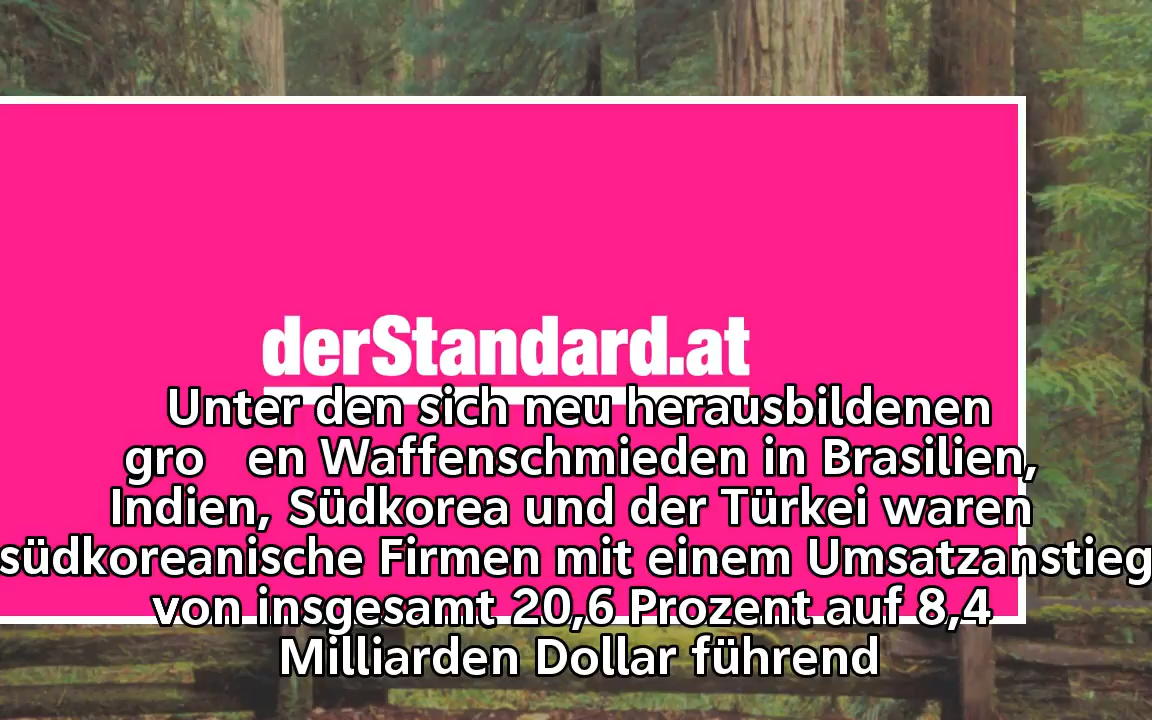 derStandard.at
Unter den sich neu herausbildenen
gro en Waffenschmieden in Brasilien,
Indien, Südkorea und der Türkei waren
südkoreanische Firmen mit einem Umsatzanstieg
von insgesamt 20,6 Prozent auf 8,4
Milliarden Dollar führend